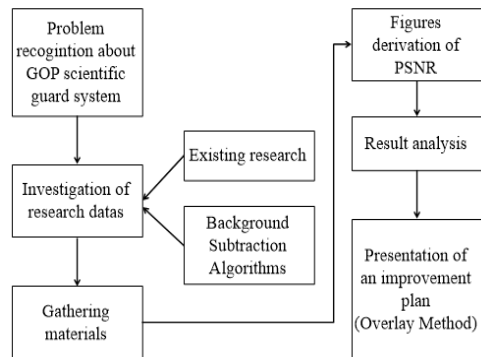 Problem
recogintion about
GOP scientific
guard system
Investigation of
research datas
Existing research
Background
Subtraction
Algorithms
Gathering
materials
Figures
derivation of
PSNR
Result analysis
Presentation of
an improvement
plan
(Overlay Method)